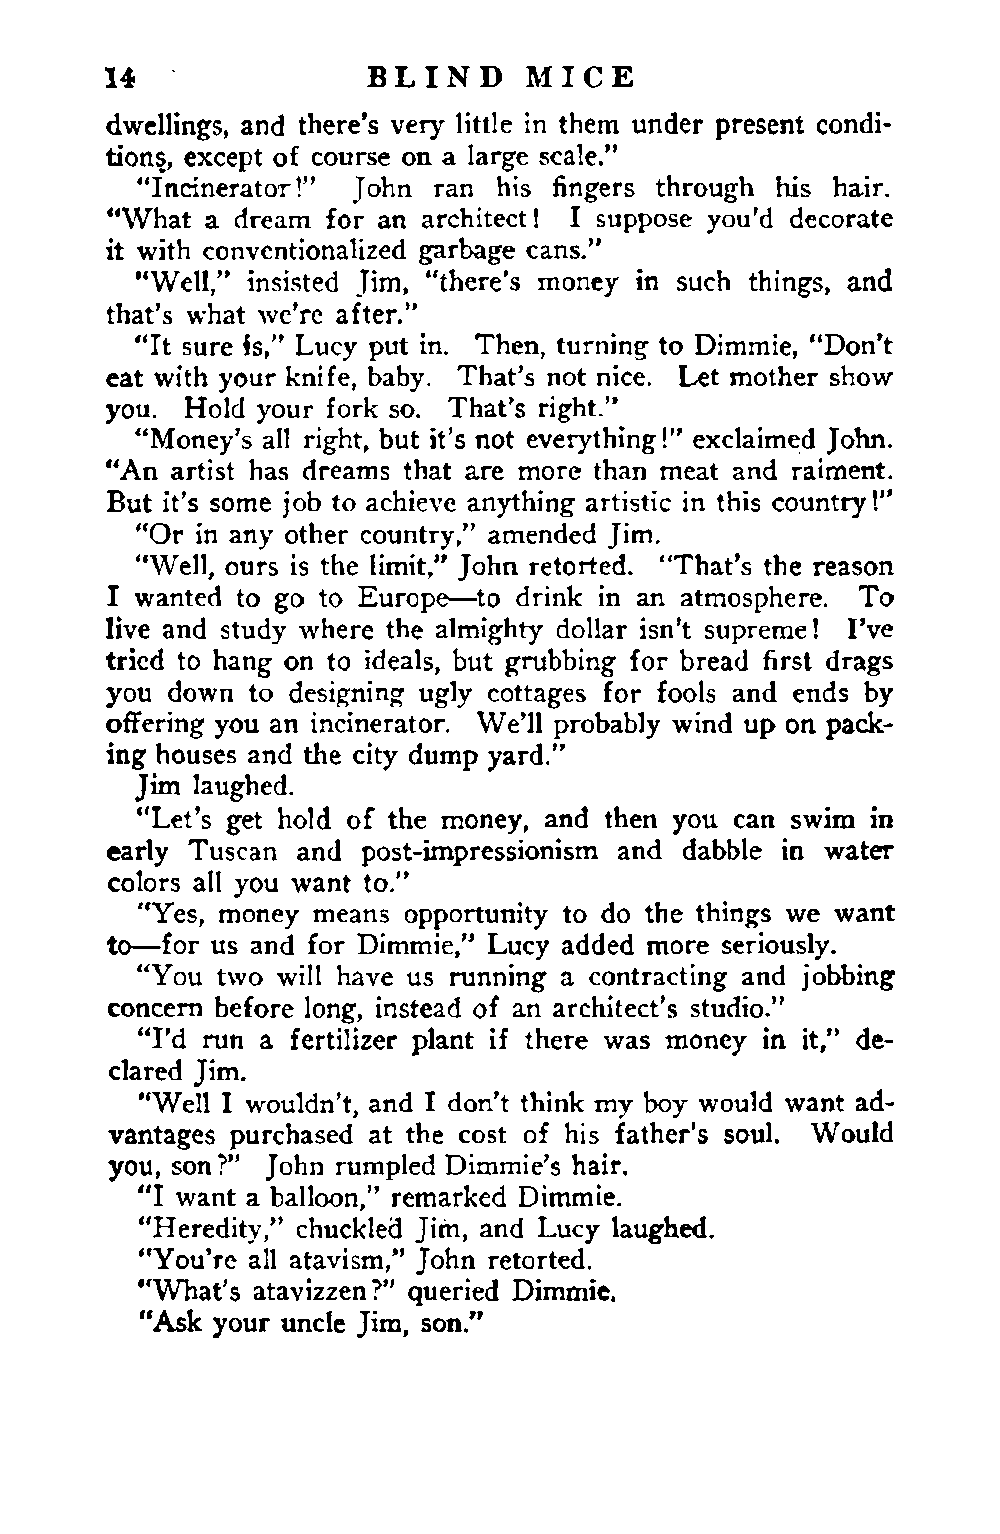 14 BLIND MICE
dwellings, and there's very little in them under present condi-
tions, except of course on a large scale."
"Incinerator!" John ran his fingers through his hair.
"What a dream for an architect! I suppose you'd decorate
it with conventionalized garbage cans."
"Well," insisted Jim, "there's money in such things, and
that's what we're after."
"It sure is," Lucy put in. Then, turning to Dimmie, "Don't
eat with your knife, baby. That's not nice. Let mother show
you. Hold your fork so. That's right."
"Money's all right, but it's not everything!" exclaimed John.
"An artist has dreams that are more than meat and raiment.
But it's some job to achieve anything artistic in this country!"
"Or in any other country," amended Jim.
"Well, ours is the limit," John retorted. "That's the reason
I wanted to go to Europe—to drink in an atmosphere. To
live and study where the almighty dollar isn't supreme! I've
tried to hang on to ideals, but grubbing for bread first drags
you down to designing ugly cottages for fools and ends by
offering you an incinerator. We'll probably wind up on pack-
ing houses and the city dump yard."
Jim laughed.
"Let's get hold of the money, and then you can swim in
early Tuscan and post-impressionism and dabble in water
colors all you want to."
"Yes, money means opportunity to do the things we want
to—for us and for Dimmie," Lucy added more seriously.
"You two will have us running a contracting and jobbing
concern before long, instead of an architect's studio."
"I'd run a fertilizer plant if there was money in it," de-
clared Jim.
"Well I wouldn't, and I don't think my boy would want ad-
vantages purchased at the cost of his father's soul. Would
you, son?" John rumpled Dimmie's hair.
"I want a balloon," remarked Dimmie.
"Heredity," chuckled Jim, and Lucy laughed.
"You're all atavism," John retorted.
"What's atavizzen?" queried Dimmie.
"Ask your uncle Jim, son."